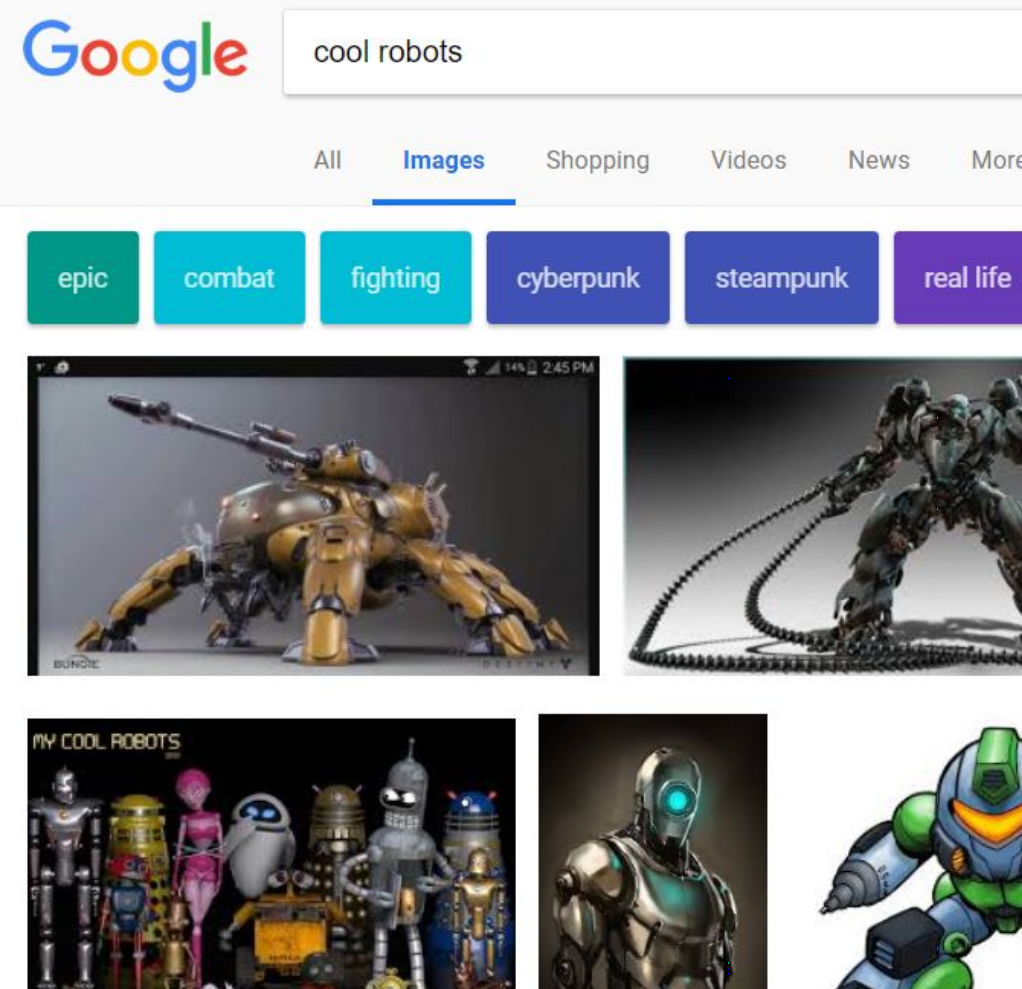 Google
cool robots
All Images Shopping Videos News More
epic combat fighting cyberpunk steampunk real life
14% 2:45 PM
BUNGIE DESTINY
MY COOL ROBOTS